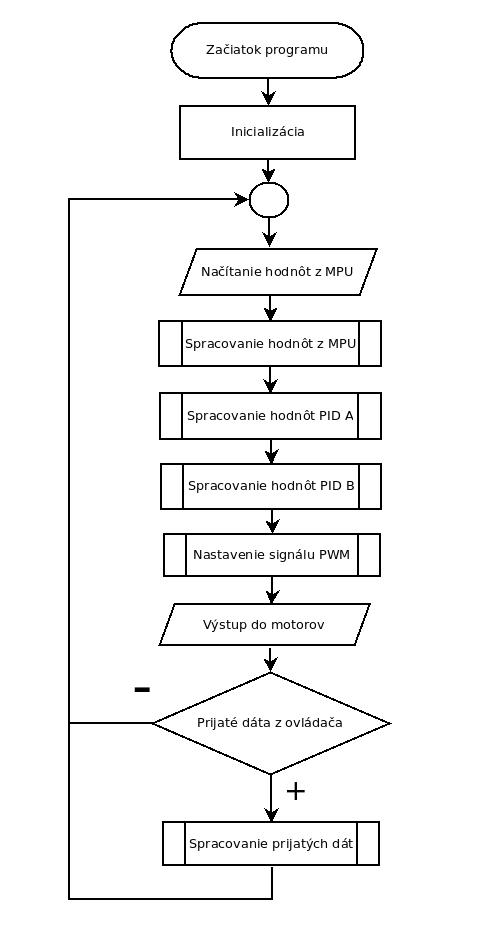 Začiatok programu
Inicializácia
Načítanie hodnôt z MPU
Spracovanie hodnôt z MPU
Spracovanie hodnôt PID A
Spracovanie hodnôt PID B
Nastavenie signálu PWM
Výstup do motorov
-
Prijaté dáta z ovládača
+
Spracovanie prijatých dát